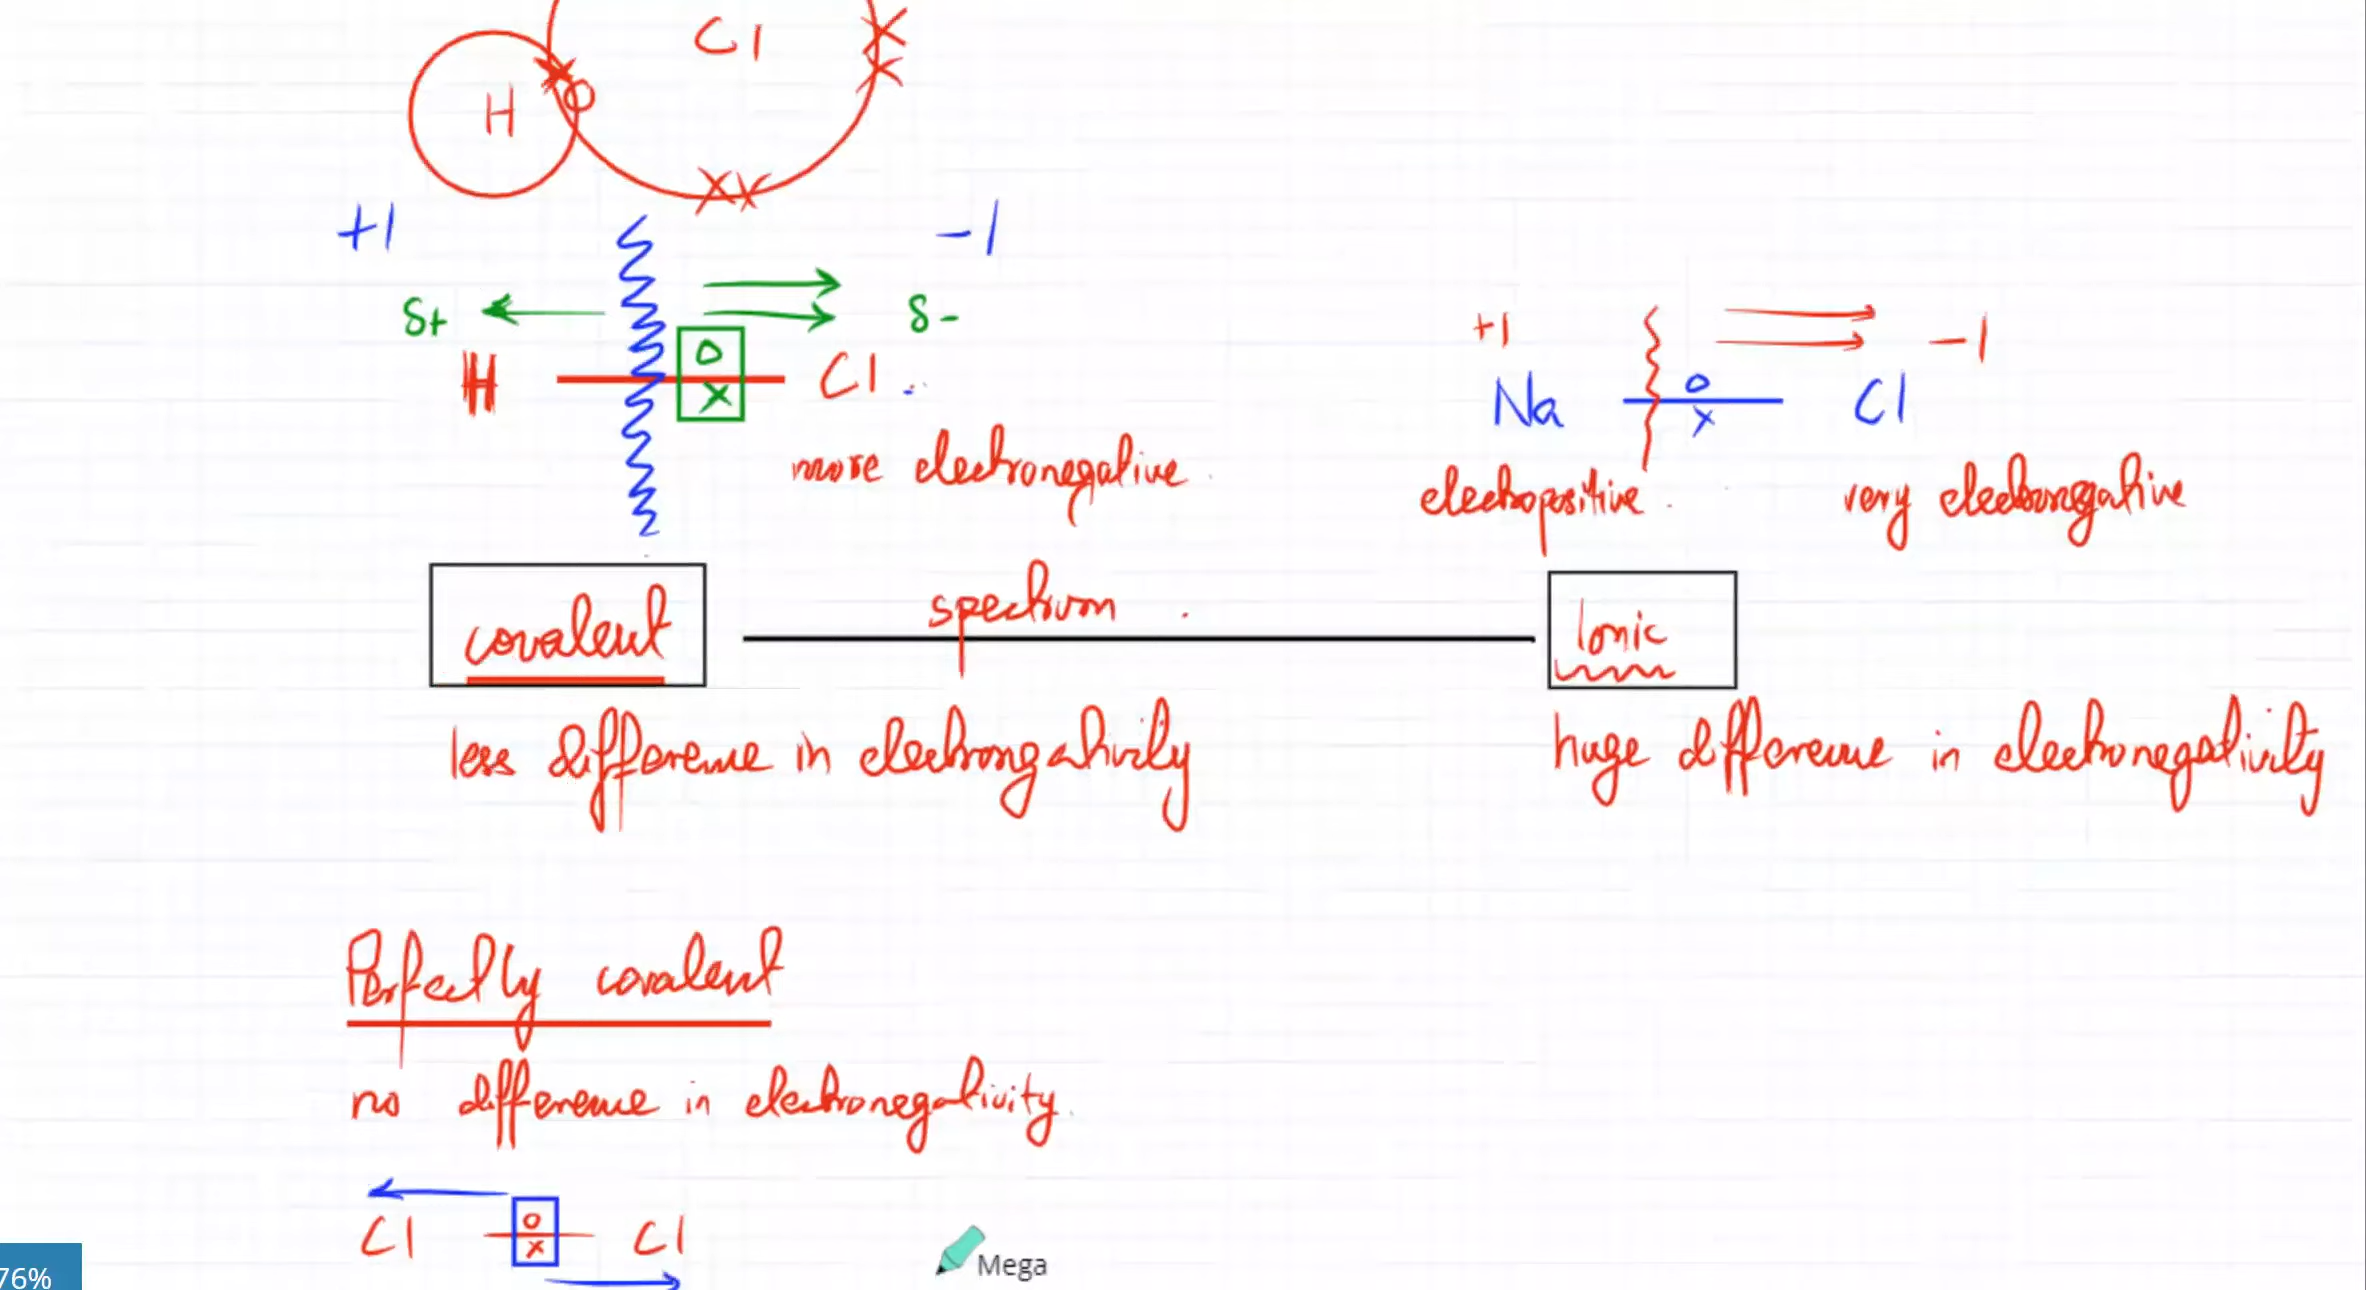 Cl
H
+1 -1
δ+ δ-
H Cl
+1 -1
Na Cl
more electronegative
electropositive very electronegative
covalent spectrum Ionic
less difference in electrongativity
huge difference in electronegativity
Perfectly covalent
no difference in electronegativity
Cl Cl
Mega
76%